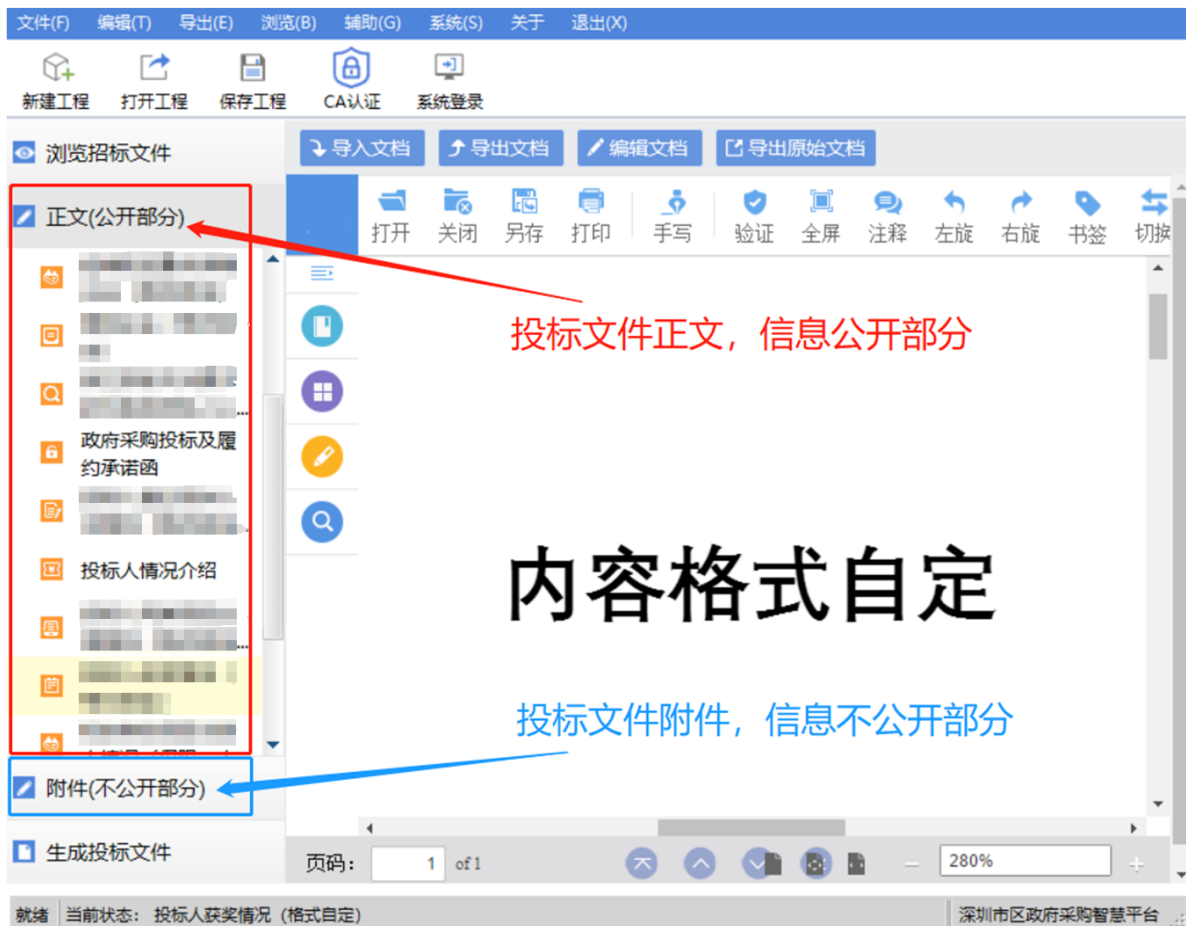 文件(F) 编辑(T) 导出(E) 浏览(B) 辅助(G) 系统(S) 关于 退出(X)
新建工程 打开工程 保存工程 CA认证 系统登录
浏览招标文件
导入文档 导出文档 编辑文档 导出原始文档
正文(公开部分)
打开 关闭 另存 打印 手写 验证 全屏 注释 左旋 右旋 书签 切换
投标文件正文，信息公开部分
政府采购投标及履
约承诺函
投标人情况介绍
内容格式自定
投标文件附件，信息不公开部分
附件(不公开部分)
生成投标文件
页码： 1 of 1 280%
就绪 当前状态： 投标人获奖情况（格式自定） 深圳市区政府采购智慧平台